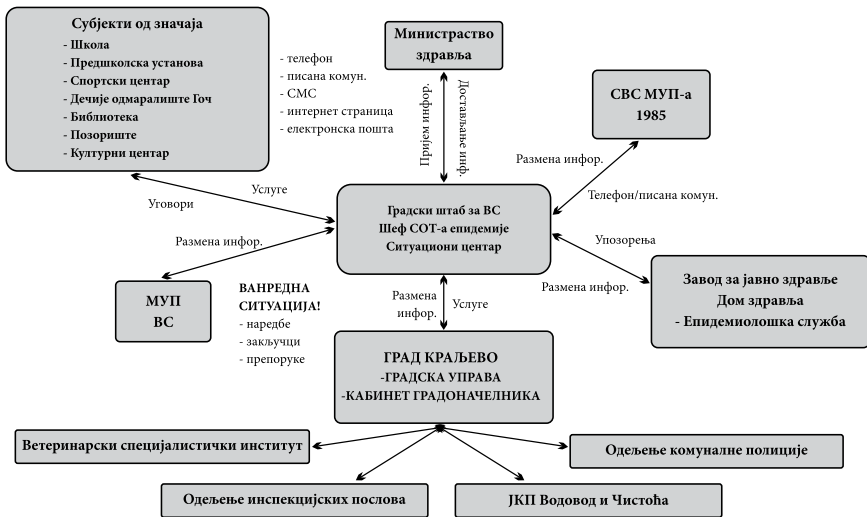 Субјекти од значаја
- Школа
- Предшколска установа
- Спортски центар
- Дечије одмаралиште Гоч
- Библиотека
- Позориште
- Културни центар
- телефон
- писана комун.
- СМС
- интернет страница
- електронска пошта
Министраство
здравља
Пријем инфор.
Достављање инф.
СВС МУП-а
1985
Размена инфор.
Телефон/писана комун.
Услуге
Уговори
Градски штаб за ВС
Шеф СОТ-а епидемије
Ситуациони центар
Размена инфор.
МУП
ВС
ВАНРЕДНА
СИТУАЦИЈА!
- наредбе
- закључци
- препоруке
Размена
инфор.
Услуге
Упозорења
Размена инфор.
Завод за јавно здравље
Дом здравља
- Епидемиолошка служба
ГРАД КРАЉЕВО
-ГРАДСКА УПРАВА
-КАБИНЕТ ГРАДОНАЧЕЛНИКА
Ветеринарски специјалистички институт
Одељење комуналне полиције
Одељење инспекцијских послова
ЈКП Водовод и Чистоћа